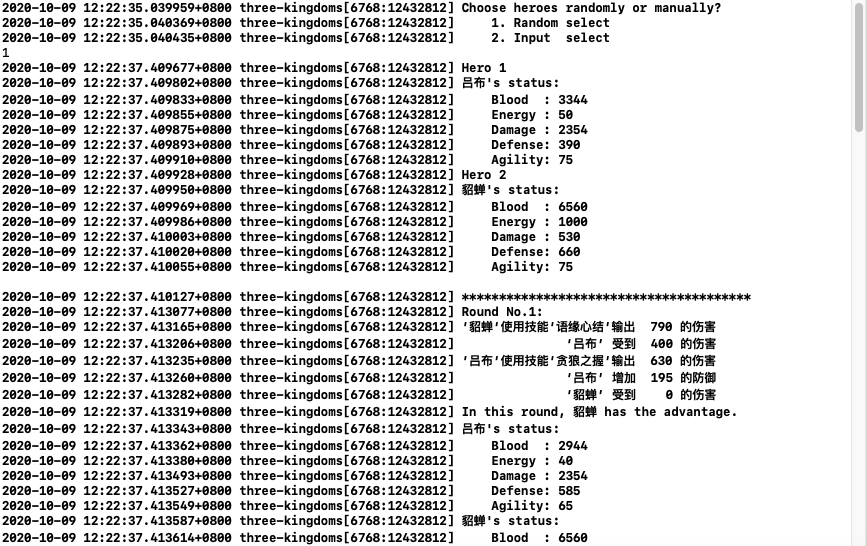 2020-10-09 12:22:35.039959+0800 three-kingdoms[6768:12432812] Choose heroes randomly or manually?
2020-10-09 12:22:35.040369+0800 three-kingdoms[6768:12432812]     1. Random select
2020-10-09 12:22:35.040435+0800 three-kingdoms[6768:12432812]     2. Input  select
1
2020-10-09 12:22:37.409677+0800 three-kingdoms[6768:12432812] Hero 1
2020-10-09 12:22:37.409802+0800 three-kingdoms[6768:12432812] 吕布's status:
2020-10-09 12:22:37.409833+0800 three-kingdoms[6768:12432812]     Blood  : 3344
2020-10-09 12:22:37.409855+0800 three-kingdoms[6768:12432812]     Energy : 50
2020-10-09 12:22:37.409875+0800 three-kingdoms[6768:12432812]     Damage : 2354
2020-10-09 12:22:37.409893+0800 three-kingdoms[6768:12432812]     Defense: 390
2020-10-09 12:22:37.409910+0800 three-kingdoms[6768:12432812]     Agility: 75
2020-10-09 12:22:37.409928+0800 three-kingdoms[6768:12432812] Hero 2
2020-10-09 12:22:37.409950+0800 three-kingdoms[6768:12432812] 貂蝉's status:
2020-10-09 12:22:37.409969+0800 three-kingdoms[6768:12432812]     Blood  : 6560
2020-10-09 12:22:37.409986+0800 three-kingdoms[6768:12432812]     Energy : 1000
2020-10-09 12:22:37.410003+0800 three-kingdoms[6768:12432812]     Damage : 530
2020-10-09 12:22:37.410020+0800 three-kingdoms[6768:12432812]     Defense: 660
2020-10-09 12:22:37.410055+0800 three-kingdoms[6768:12432812]     Agility: 75
2020-10-09 12:22:37.410127+0800 three-kingdoms[6768:12432812] ***************************************
2020-10-09 12:22:37.413077+0800 three-kingdoms[6768:12432812] Round No.1:
2020-10-09 12:22:37.413165+0800 three-kingdoms[6768:12432812] ‘貂蝉’使用技能‘语缘心结’输出  790 的伤害
2020-10-09 12:22:37.413206+0800 three-kingdoms[6768:12432812]               ‘吕布’ 受到  400 的伤害
2020-10-09 12:22:37.413235+0800 three-kingdoms[6768:12432812] ‘吕布’使用技能‘贪狼之握’输出  630 的伤害
2020-10-09 12:22:37.413260+0800 three-kingdoms[6768:12432812]               ‘吕布’ 增加  195 的防御
2020-10-09 12:22:37.413282+0800 three-kingdoms[6768:12432812]               ‘貂蝉’ 受到    0 的伤害
2020-10-09 12:22:37.413319+0800 three-kingdoms[6768:12432812] In this round, 貂蝉 has the advantage.
2020-10-09 12:22:37.413343+0800 three-kingdoms[6768:12432812] 吕布's status:
2020-10-09 12:22:37.413362+0800 three-kingdoms[6768:12432812]     Blood  : 2944
2020-10-09 12:22:37.413380+0800 three-kingdoms[6768:12432812]     Energy : 40
2020-10-09 12:22:37.413493+0800 three-kingdoms[6768:12432812]     Damage : 2354
2020-10-09 12:22:37.413527+0800 three-kingdoms[6768:12432812]     Defense: 585
2020-10-09 12:22:37.413549+0800 three-kingdoms[6768:12432812]     Agility: 65
2020-10-09 12:22:37.413587+0800 three-kingdoms[6768:12432812] 貂蝉's status:
2020-10-09 12:22:37.413614+0800 three-kingdoms[6768:12432812]     Blood  : 6560